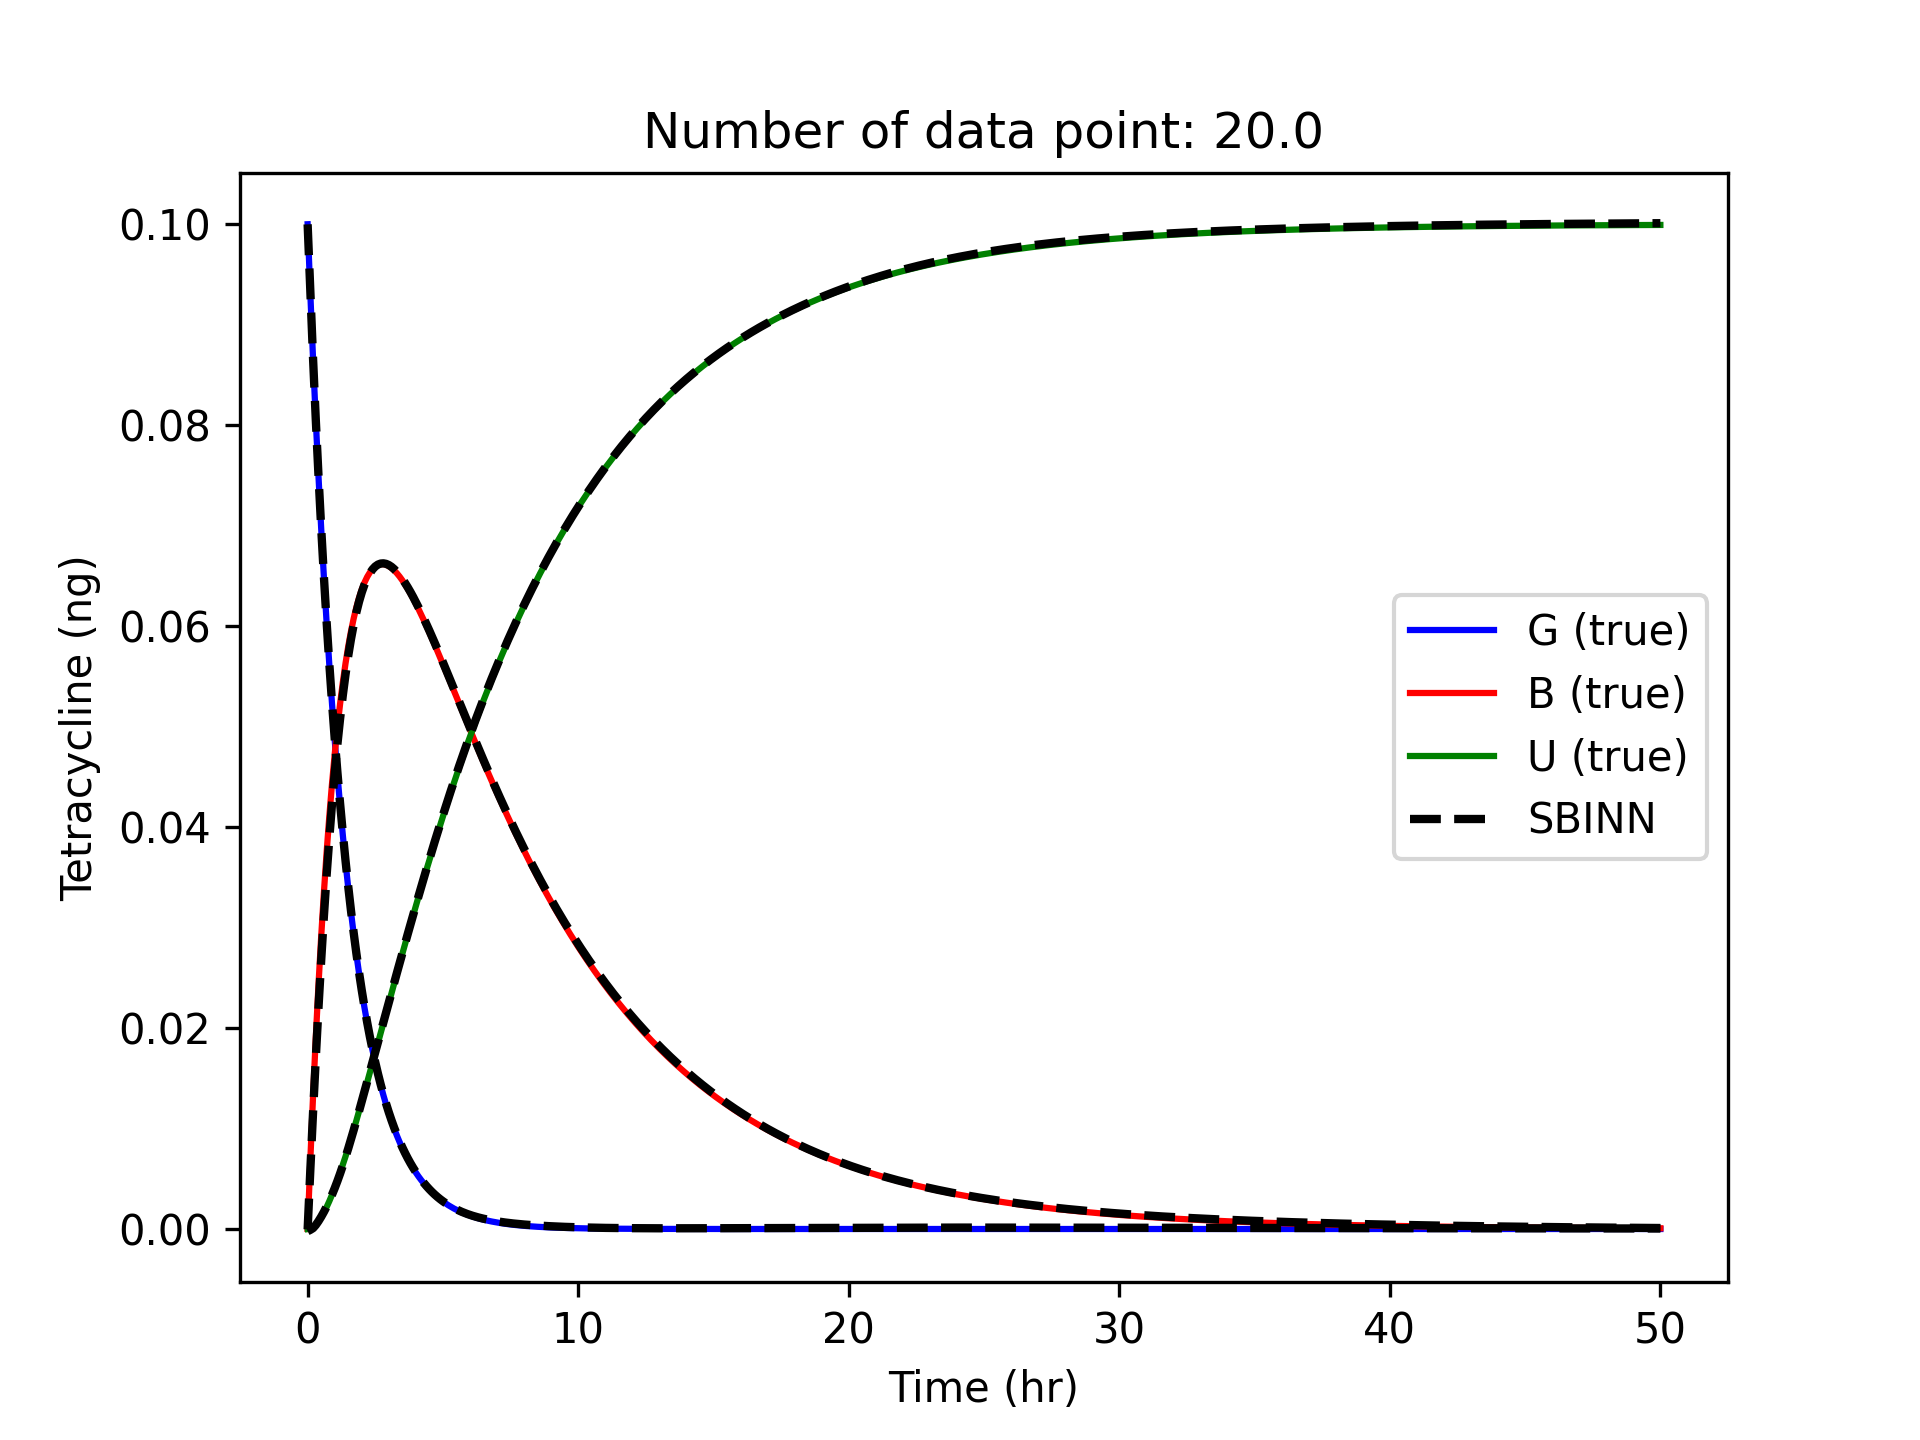 Number of data point: 20.0
0.10
0.08
0.06
0.04
0.02
0.00
Tetracycline (ng)
G (true)
B (true)
U (true)
SBINN
0 10 20 30 40 50
Time (hr)